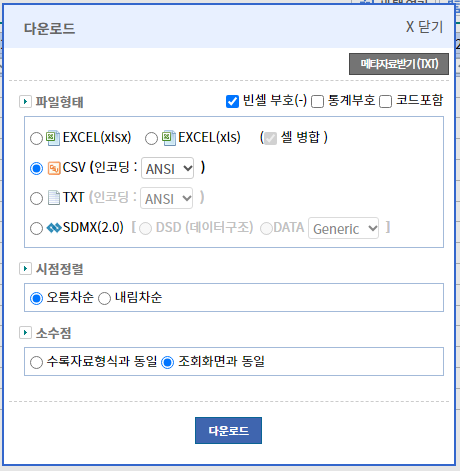 다운로드
X 닫기
메타자료받기(TXT)
파일형태
빈셀 부호(-) 통계부호 코드포함
EXCEL(xlsx) EXCEL(xls) ( 셀 병합 )
CSV (인코딩 : ANSI )
TXT (인코딩 : ANSI )
SDMX(2.0) [ DSD (데이터구조) DATA Generic ]
시점정렬
오름차순 내림차순
소수점
수록자료형식과 동일 조회화면과 동일
다운로드